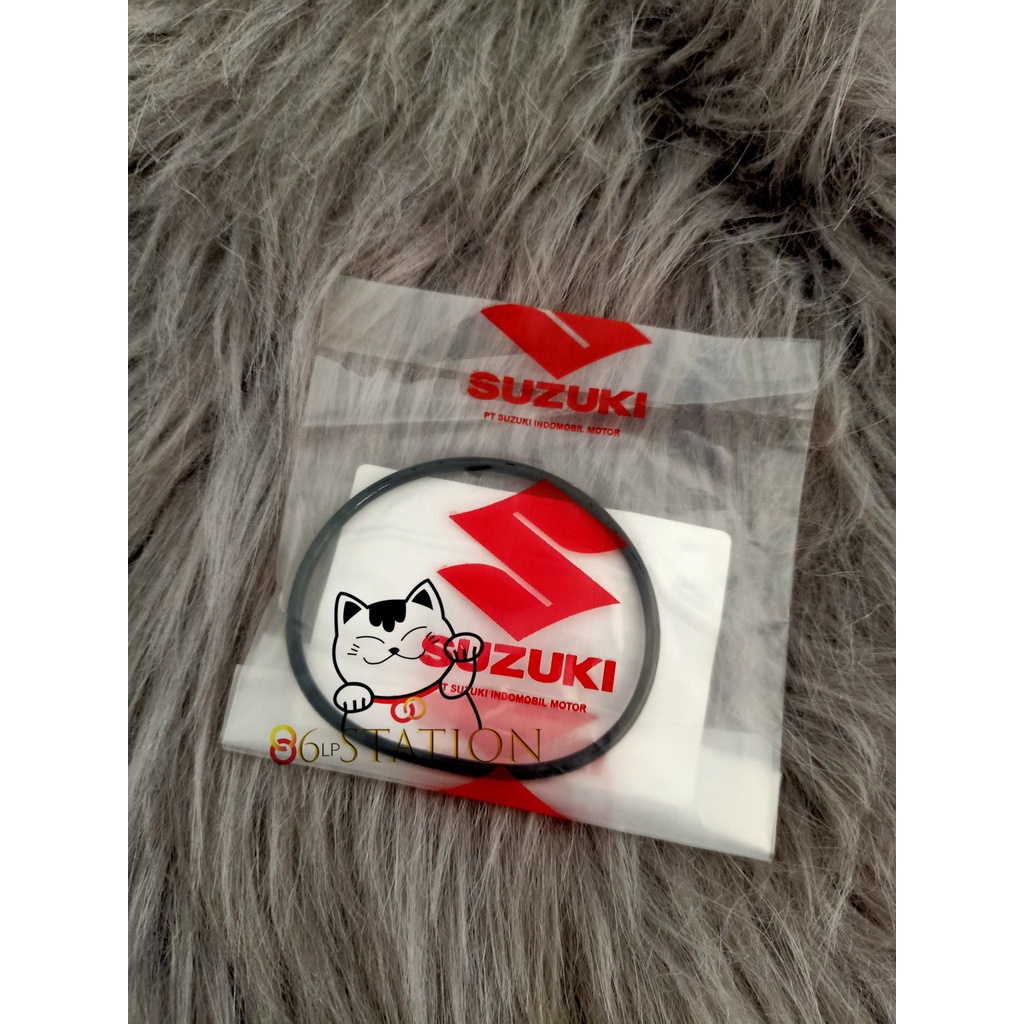 SUZUKI
PT SUZUKI INDOMOBIL MOTOR
SUZUKI
PT SUZUKI INDOMOBIL MOTOR
86LPSTATION